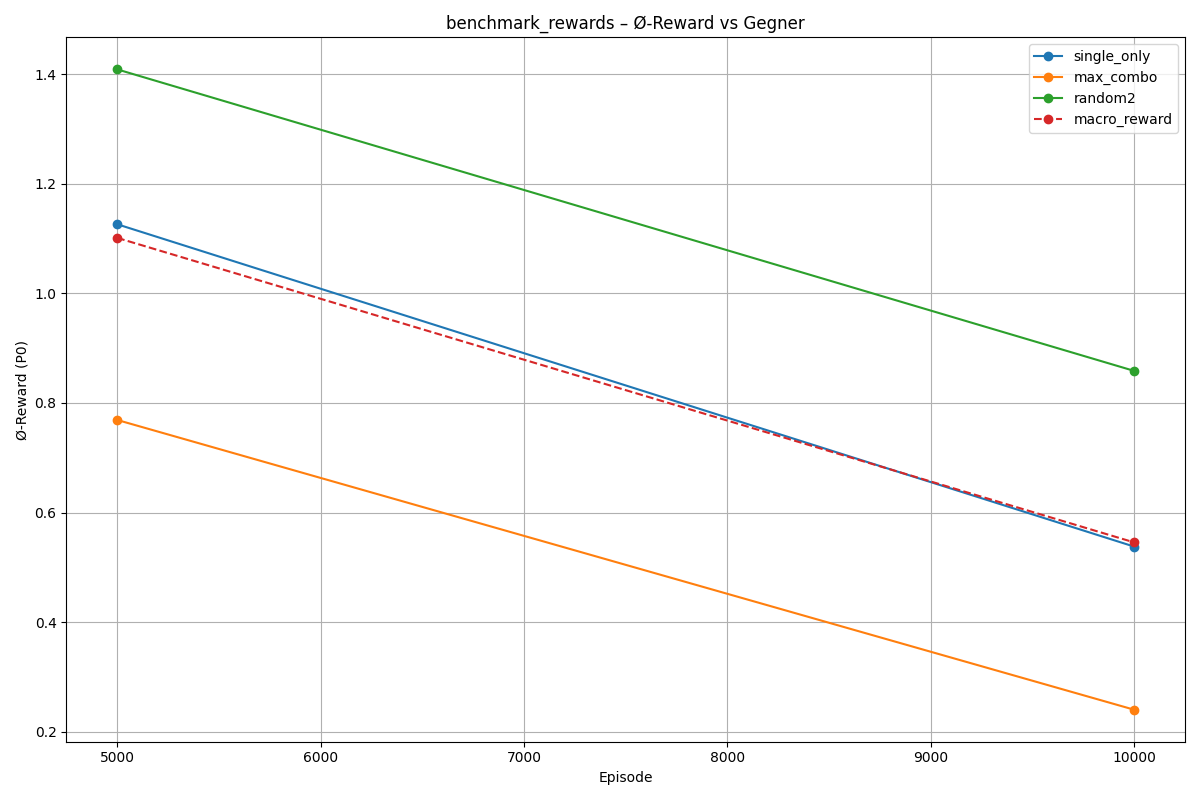 benchmark_rewards – Ø-Reward vs Gegner
single_only
max_combo
random2
macro_reward
Ø-Reward (P0)
1.4
1.2
1.0
0.8
0.6
0.4
0.2
5000 6000 7000 8000 9000 10000
Episode